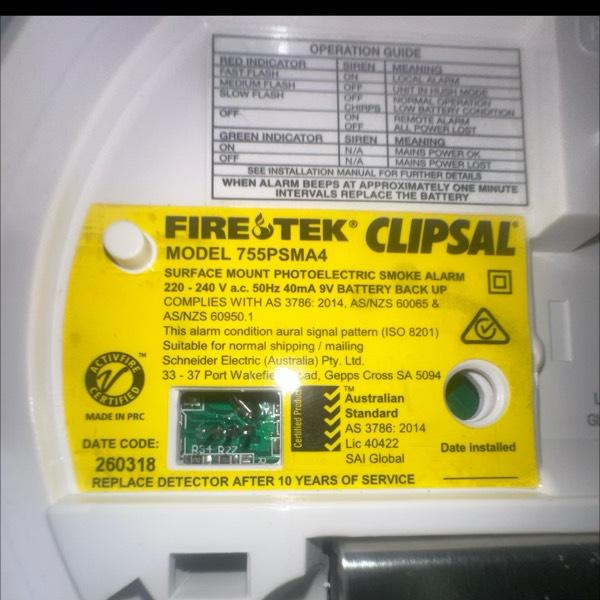 OPERATION GUIDE
RED INDICATOR SIREN MEANING
FAST FLASH ON LOCAL ALARM
MEDIUM FLASH OFF UNIT IN HUSH MODE
SLOW FLASH OFF NORMAL OPERATION
CHIRPS LOW BATTERY CONDITION
OFF ON REMOTE ALARM
OFF ALL POWER LOST
GREEN INDICATOR SIREN MEANING
ON N/A MAINS POWER OK
OFF N/A MAINS POWER LOST
SEE INSTALLATION MANUAL FOR FURTHER DETAILS
WHEN ALARM BEEPS AT APPROXIMATELY ONE MINUTE
INTERVALS REPLACE THE BATTERY
FIRETEK® CLIPSAL®
MODEL 755PSMA4
SURFACE MOUNT PHOTOELECTRIC SMOKE ALARM
220 - 240 V a.c. 50Hz 40mA 9V BATTERY BACK UP
COMPLIES WITH AS 3786: 2014, AS/NZS 60065 &
AS/NZS 60950.1
This alarm condition aural signal pattern (ISO 8201)
Suitable for normal shipping / mailing
Schneider Electric (Australia) Pty. Ltd.
33 - 37 Port Road, Gepps Cross SA 5094
ACTIVFIRE™
CERTIFIED
MADE IN PRC
R34 R27
Certified Product
™
Australian
Standard
AS 3786: 2014
Lic 40422
SAI Global
Date installed
DATE CODE:
260318
REPLACE DETECTOR AFTER 10 YEARS OF SERVICE